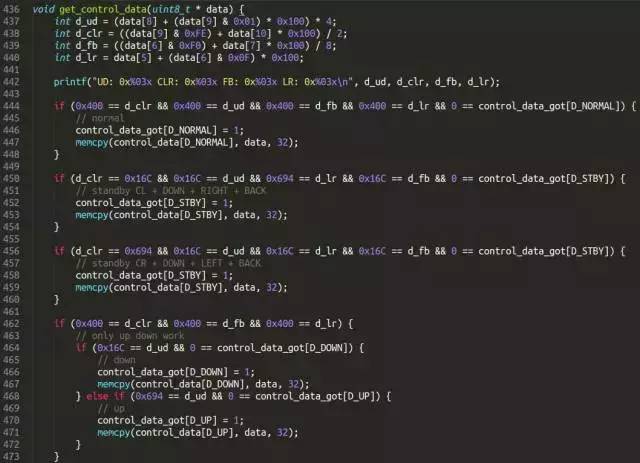 436 void get_control_data(uint8_t * data) {
437     int d_ud = (data[8] + (data[9] & 0x01) * 0x100) * 4;
438     int d_clr = ((data[9] & 0xFE) + data[10] * 0x100) / 2;
439     int d_fb = ((data[6] & 0xF0) + data[7] * 0x100) / 8;
440     int d_lr = data[5] + (data[6] & 0x0F) * 0x100;
441
442     printf("UD: 0x%03x CLR: 0x%03x FB: 0x%03x LR: 0x%03x\n", d_ud, d_clr, d_fb, d_lr);
443
444     if (0x400 == d_clr && 0x400 == d_ud && 0x400 == d_fb && 0x400 == d_lr && 0 == control_data_got[D_NORMAL]) {
445         // normal
446         control_data_got[D_NORMAL] = 1;
447         memcpy(control_data[D_NORMAL], data, 32);
448     }
449
450     if (d_clr == 0x16C && 0x16C == d_ud && 0x694 == d_lr && 0x16C == d_fb && 0 == control_data_got[D_STBY]) {
451         // standby CL + DOWN + RIGHT + BACK
452         control_data_got[D_STBY] = 1;
453         memcpy(control_data[D_STBY], data, 32);
454     }
455
456     if (d_clr == 0x694 && 0x16C == d_ud && 0x16C == d_lr && 0x16C == d_fb && 0 == control_data_got[D_STBY]) {
457         // standby CR + DOWN + LEFT + BACK
458         control_data_got[D_STBY] = 1;
459         memcpy(control_data[D_STBY], data, 32);
460     }
461
462     if (0x400 == d_clr && 0x400 == d_fb && 0x400 == d_lr) {
463         // only up down work
464         if (0x16C == d_ud && 0 == control_data_got[D_DOWN]) {
465             // down
466             control_data_got[D_DOWN] = 1;
467             memcpy(control_data[D_DOWN], data, 32);
468         } else if (0x694 == d_ud && 0 == control_data_got[D_UP]) {
469             // up
470             control_data_got[D_UP] = 1;
471             memcpy(control_data[D_UP], data, 32);
472         }
473     }